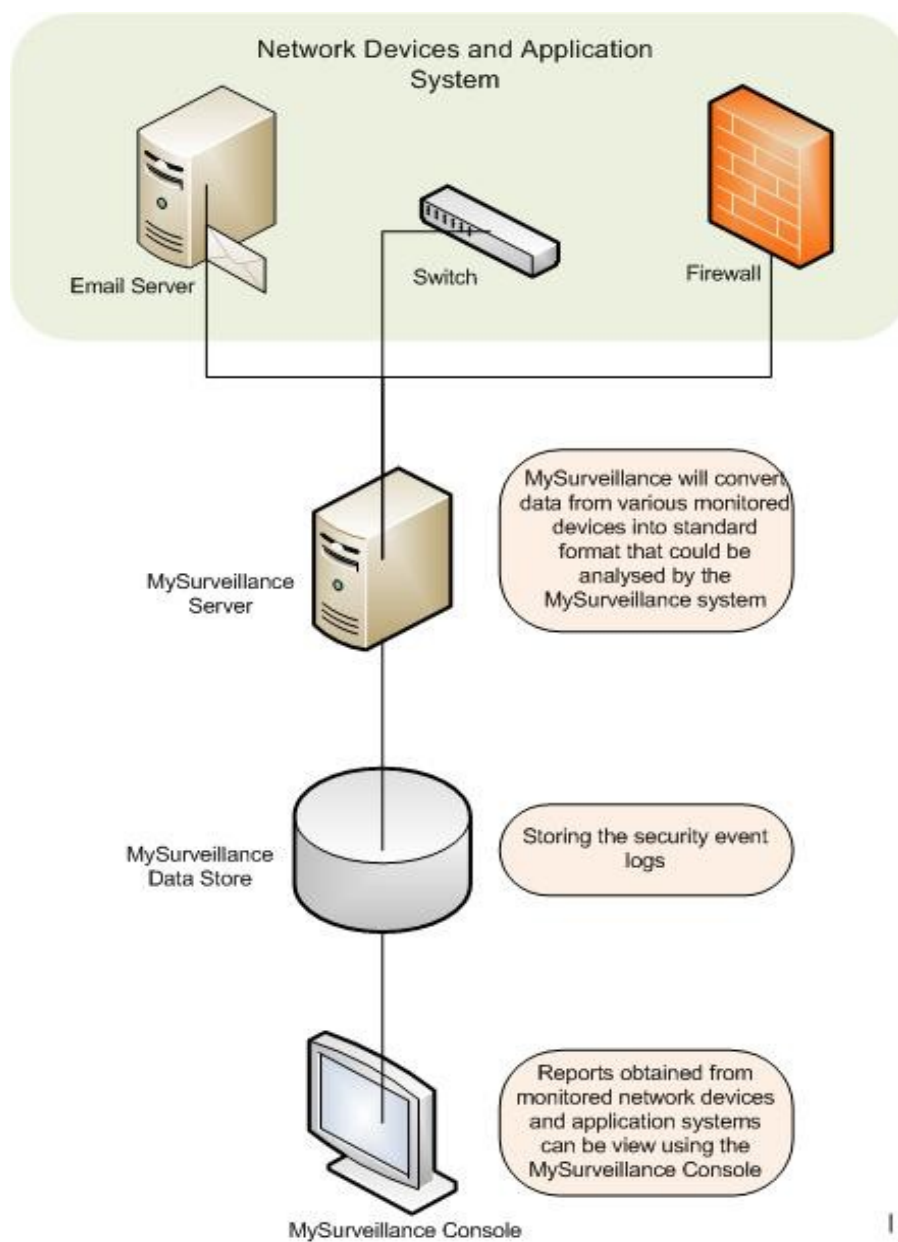 Network Devices and Application
System
Email Server
Switch
Firewall
MySurveillance
Server
MySurveillance will convert
data from various monitored
devices into standard
format that could be
analysed by the
MySurveillance system
MySurveillance
Data Store
Storing the security event
logs
Reports obtained from
monitored network devices
and application systems
can be view using the
MySurveillance Console
MySurveillance Console